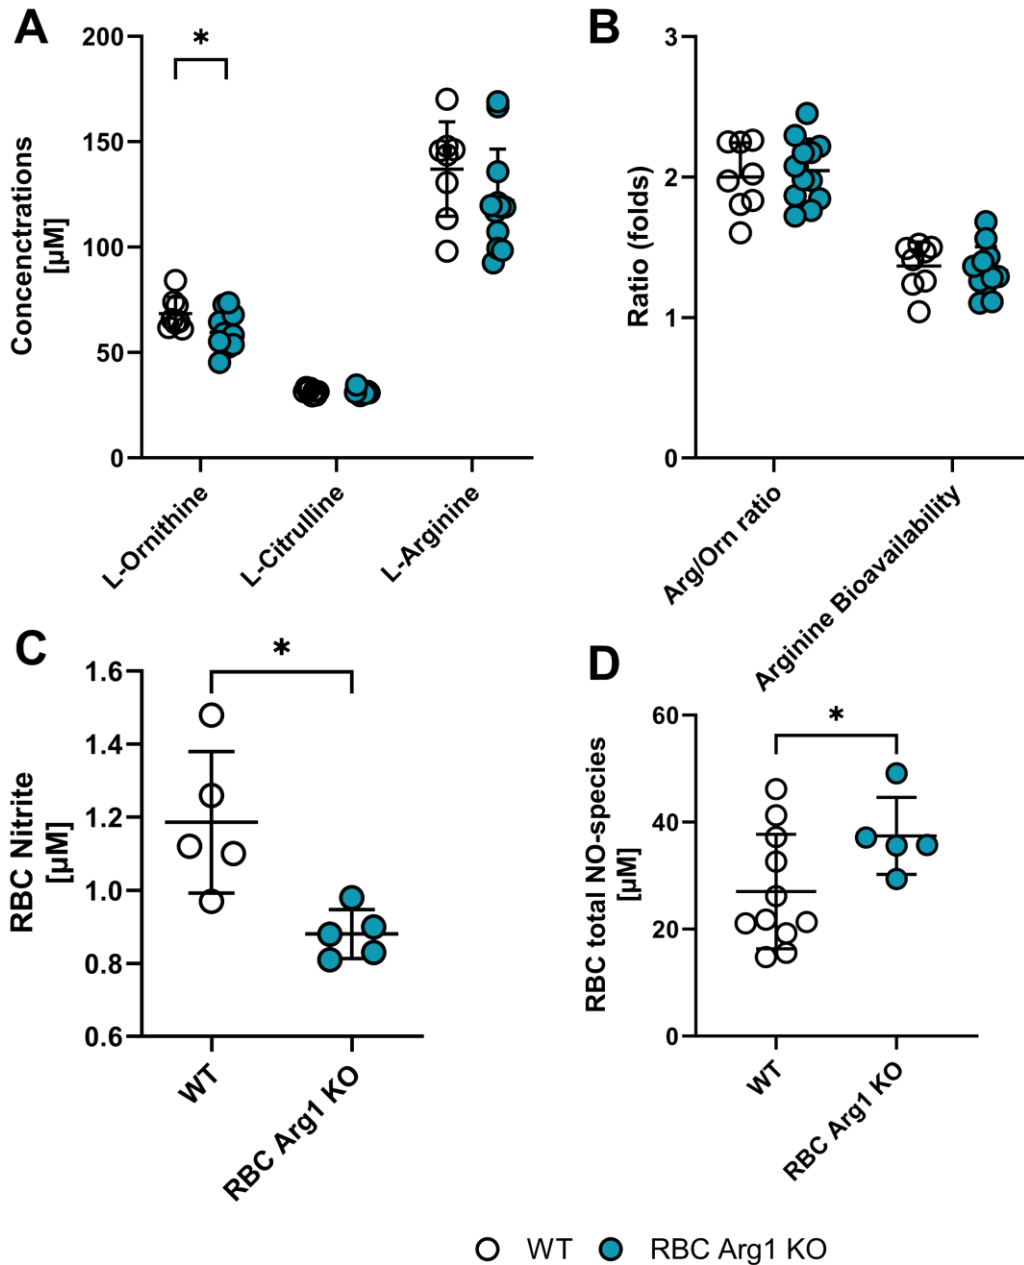 A
Concenctrations
[µM]
200
150
100
50
0
*
L-Ornithine
L-Citrulline
L-Arginine
B
Ratio (folds)
3
2
1
0
Arg/Orn ratio
Arginine Bioavailability
C
RBC Nitrite
[µM]
1.6
1.4
1.2
1.0
0.8
0.6
*
WT
RBC Arg1 KO
D
RBC total NO-species
[µM]
60
40
20
0
*
WT
RBC Arg1 KO
WT RBC Arg1 KO